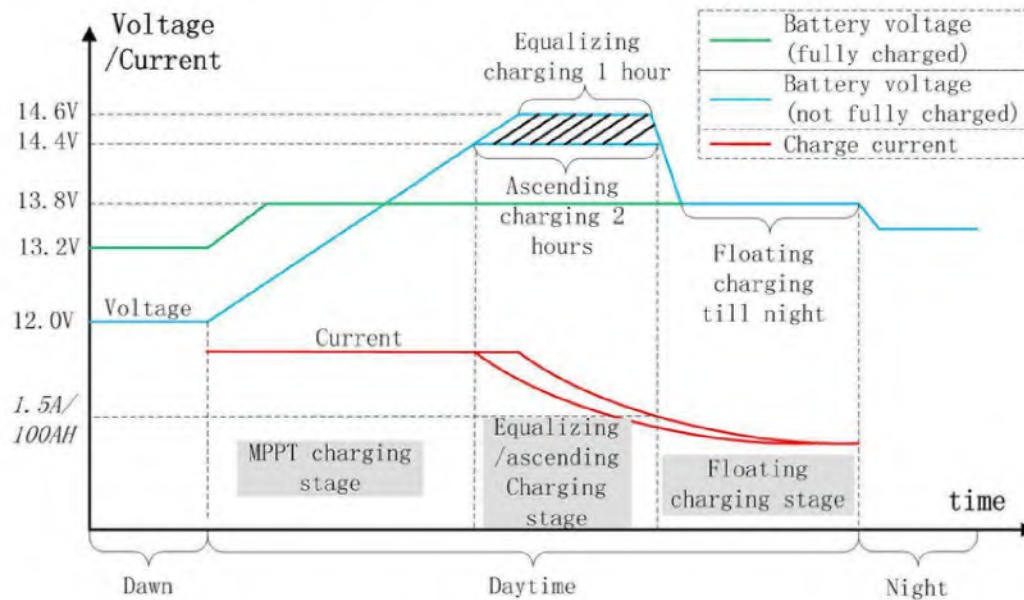 Voltage
/Current
Equalizing
charging 1 hour
Battery voltage
(fully charged)
Battery voltage
(not fully charged)
Charge current
14.6V
14.4V
13.8V
13.2V
12.0V
Ascending
charging 2
hours
Floating
charging
till night
Voltage
Current
1.5A/
100AH
MPPT charging
stage
Equalizing
/ascending
Charging
stage
Floating
charging stage
time
Dawn
Daytime
Night